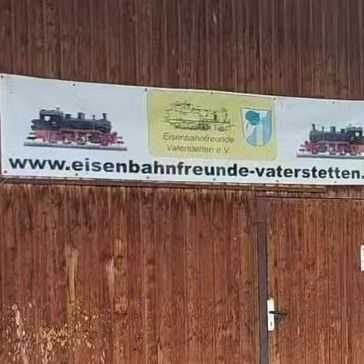 Eisenbahnfreunde
Vaterstetten e.V.
www.eisenbahnfreunde-vaterstetten.